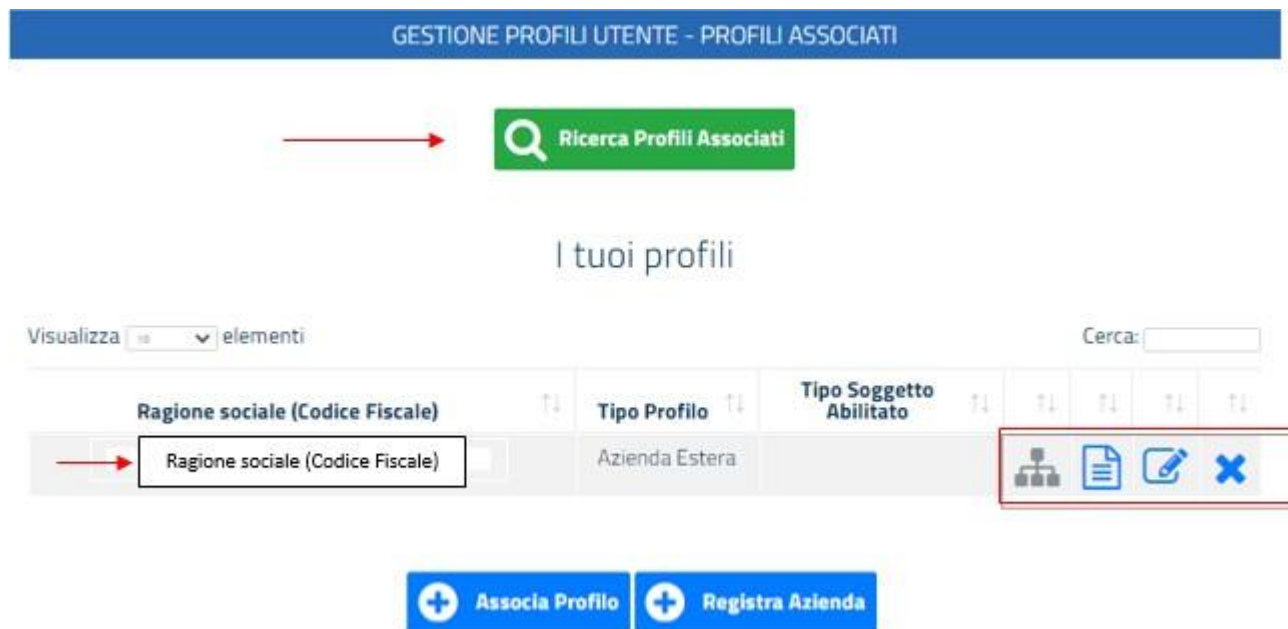 GESTIONE PROFILI UTENTE - PROFILI ASSOCIATI
Ricerca Profili Associati
I tuoi profili
Visualizza 10 elementi
Cerca:
Ragione sociale (Codice Fiscale)
Tipo Profilo
Tipo Soggetto
Abilitato
Ragione sociale (Codice Fiscale)
Azienda Estera
Associa Profilo
Registra Azienda